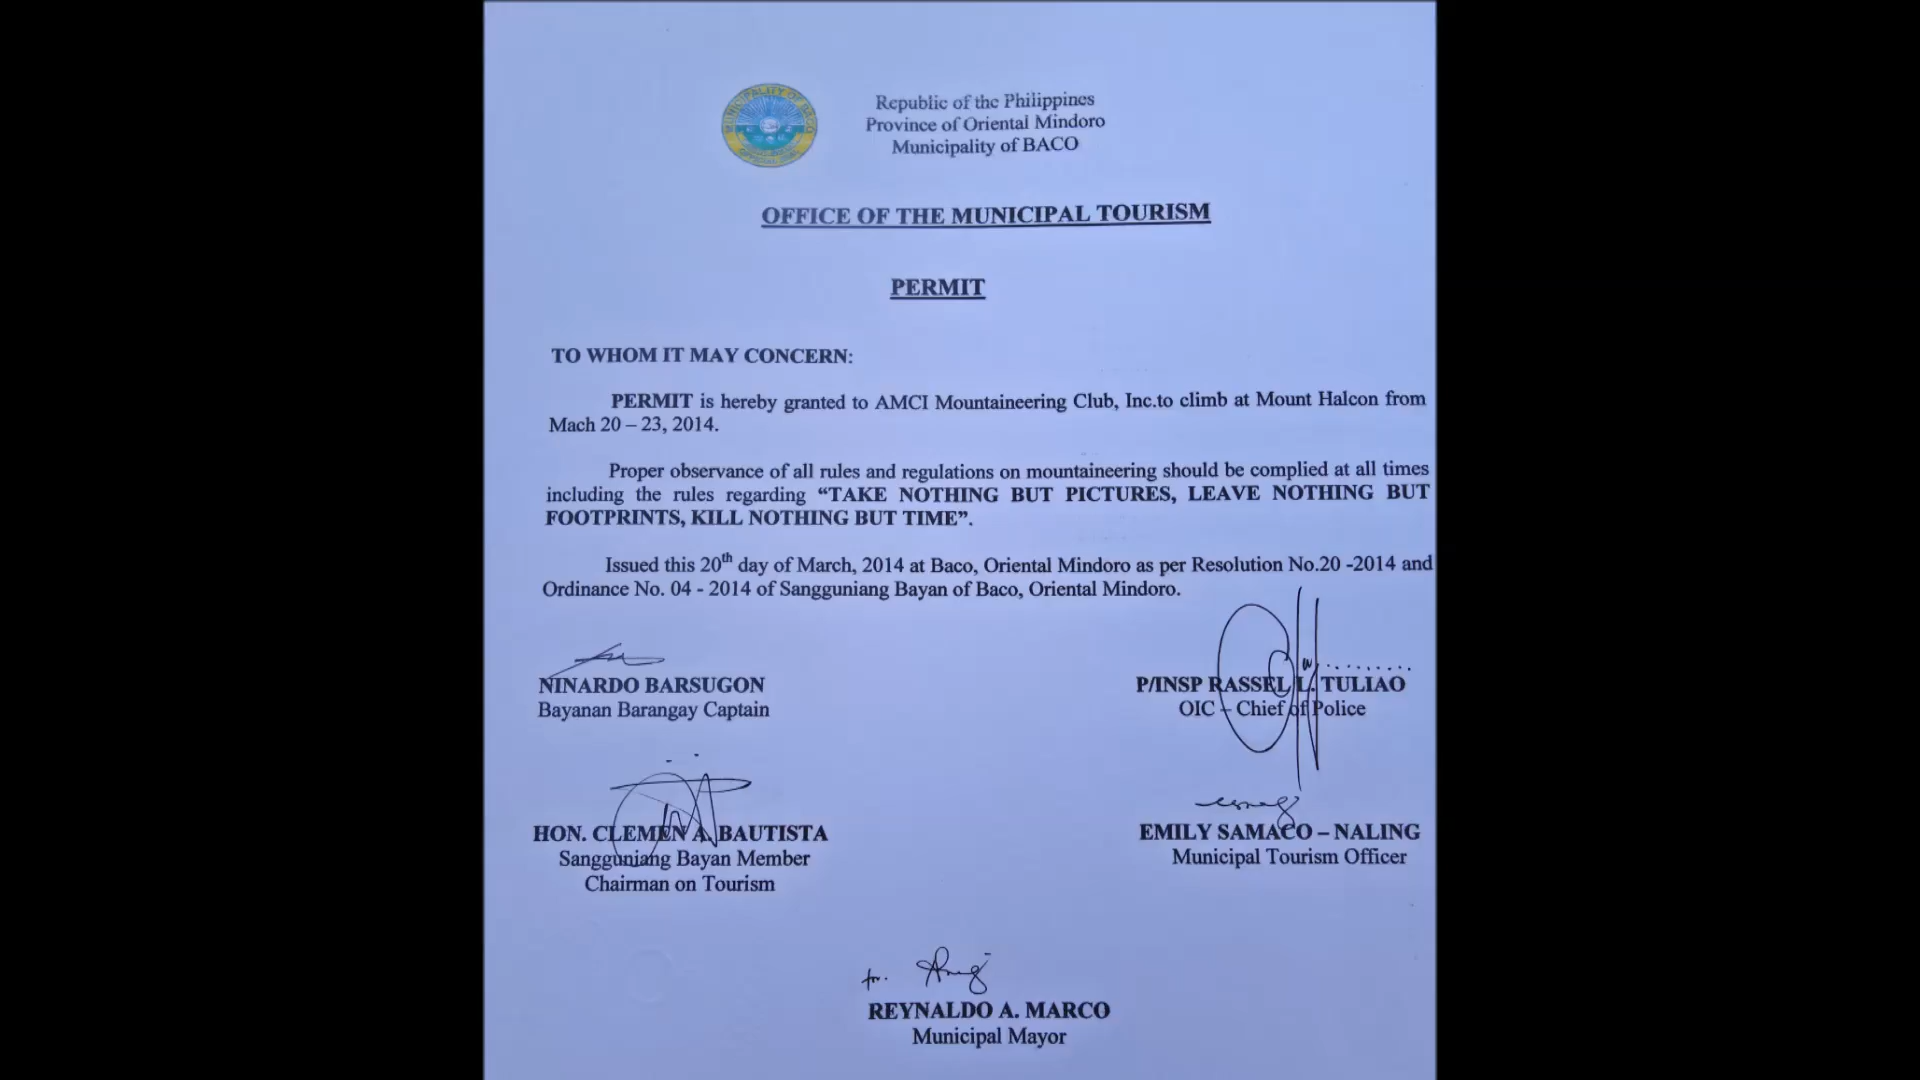 MUNICIPALITY OF BACO
Republic of the Philippines
Province of Oriental Mindoro
Municipality of BACO
OFFICE OF THE MUNICIPAL TOURISM
PERMIT
TO WHOM IT MAY CONCERN:
PERMIT is hereby granted to AMCI Mountaineering Club, Inc.to climb at Mount Halcon from
Mach 20 – 23, 2014.
Proper observance of all rules and regulations on mountaineering should be complied at all times
including the rules regarding “TAKE NOTHING BUT PICTURES, LEAVE NOTHING BUT
FOOTPRINTS, KILL NOTHING BUT TIME”.
Issued this 20th day of March, 2014 at Baco, Oriental Mindoro as per Resolution No.20 -2014 and
Ordinance No. 04 - 2014 of Sangguniang Bayan of Baco, Oriental Mindoro.
NINARDO BARSUGON
Bayanan Barangay Captain
P/INSP RASSEL L. TULIAO
OIC – Chief of Police
HON. CLEMEN A. BAUTISTA
Sangguniang Bayan Member
Chairman on Tourism
EMILY SAMACO – NALING
Municipal Tourism Officer
for.
REYNALDO A. MARCO
Municipal Mayor